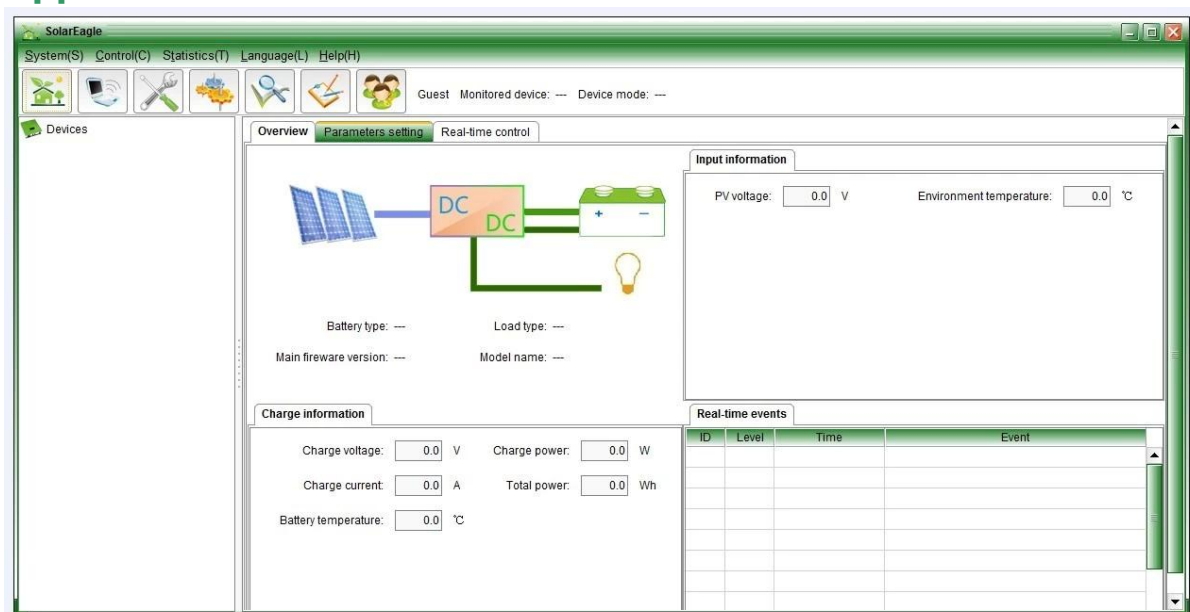 SolarEagle
System(S) Control(C) Statistics(T) Language(L) Help(H)
Guest Monitored device: --- Device mode: ---
Devices
Overview Parameters setting Real-time control
DC
DC
+ −
Battery type: --- Load type: ---
Main fireware version: --- Model name: ---
Input information
PV voltage: 0.0 V Environment temperature: 0.0 ℃
Charge information
Charge voltage: 0.0 V Charge power: 0.0 W
Charge current: 0.0 A Total power: 0.0 Wh
Battery temperature: 0.0 ℃
Real-time events
ID Level Time Event